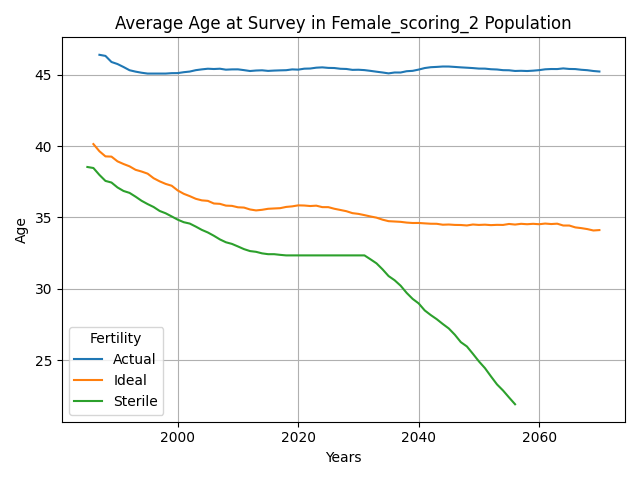 Average Age at Survey in Female_scoring_2 Population
Age
45
40
35
30
25
Fertility
Actual
Ideal
Sterile
2000 2020 2040 2060
Years